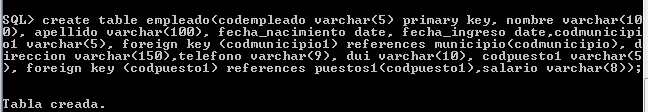 SQL> create table empleado(codempleado varchar(5) primary key, nombre varchar(10
0), apellido varchar(100), fecha_nacimiento date, fecha_ingreso date,codmunicipi
o1 varchar(5), foreign key (codmunicipio1) references municipio(codmunicipio), d
ireccion varchar(150),telefono varchar(9), dui varchar(10), codpuesto1 varchar(5
), foreign key (codpuesto1) references puestos1(codpuesto1),salario varchar(8));
Tabla creada.